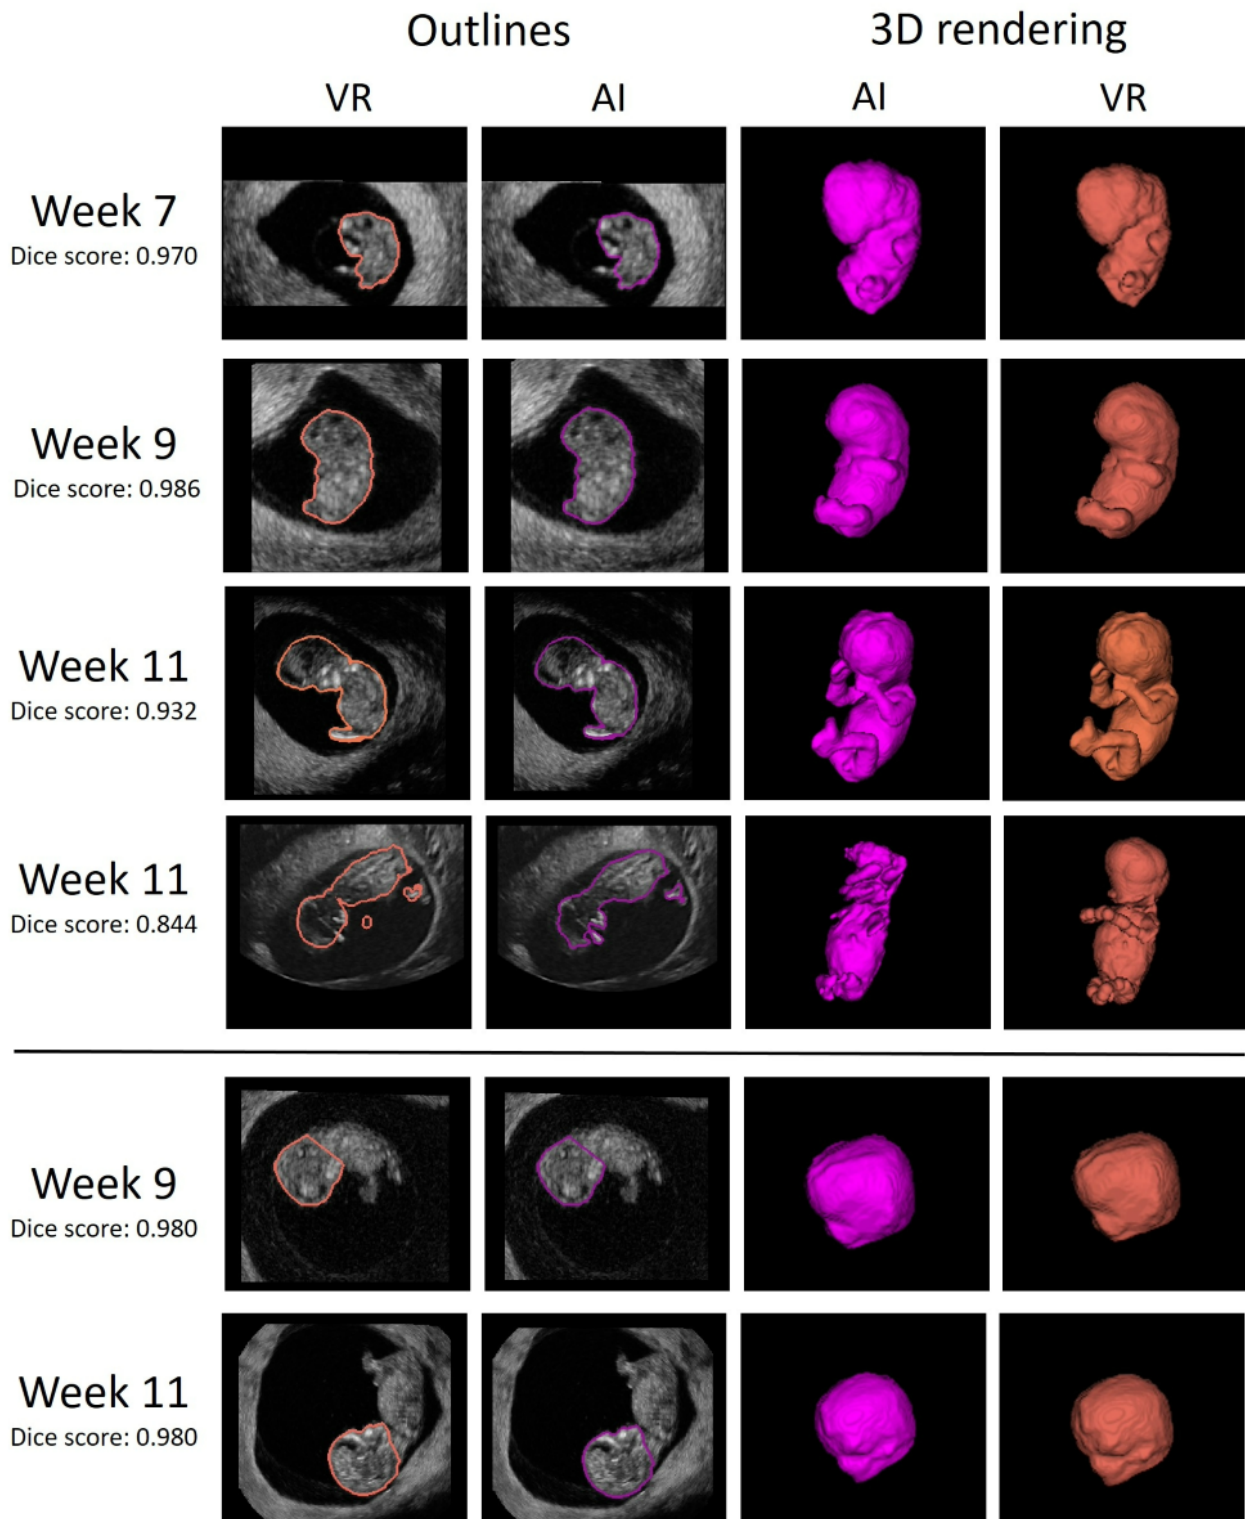 Outlines 3D rendering
VR AI AI VR
Week 7
Dice score: 0.970
Week 9
Dice score: 0.986
Week 11
Dice score: 0.932
Week 11
Dice score: 0.844
Week 9
Dice score: 0.980
Week 11
Dice score: 0.980